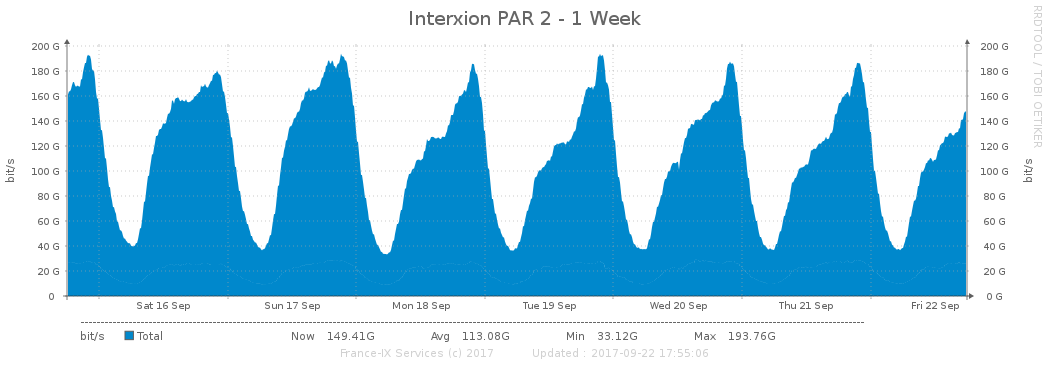 Interxion PAR 2 - 1 Week
RRDTOOL / TOBI OETIKER
200 G 200 G
180 G 180 G
160 G 160 G
140 G 140 G
120 G 120 G
100 G 100 G
80 G 80 G
60 G 60 G
40 G 40 G
20 G 20 G
0 0 G
bit/s bit/s
Sat 16 Sep Sun 17 Sep Mon 18 Sep Tue 19 Sep Wed 20 Sep Thu 21 Sep Fri 22 Sep
bit/s Total Now 149.41G Avg 113.08G Min 33.12G Max 193.76G
France-IX Services (c) 2017 Updated : 2017-09-22 17:55:06